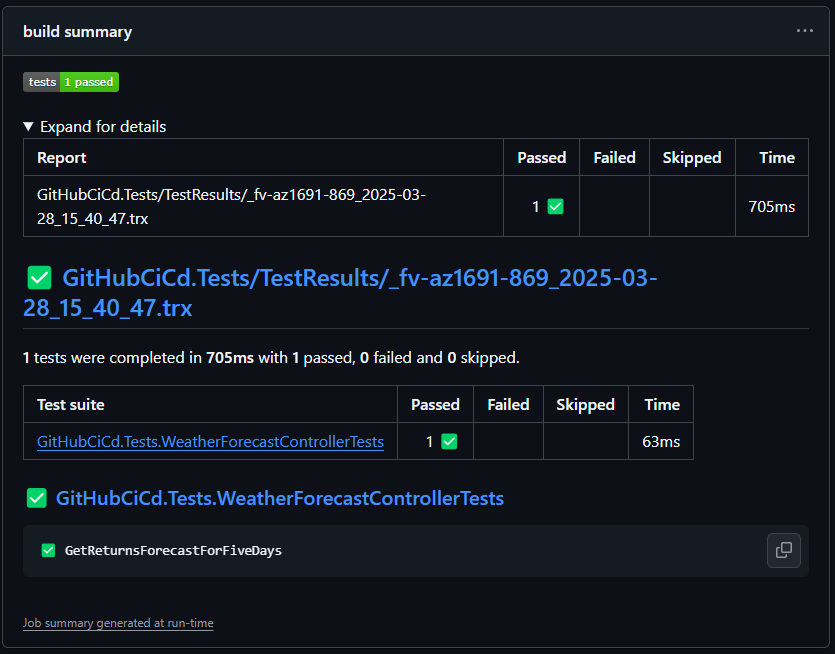 build summary
tests 1 passed
Expand for details
Report Passed Failed Skipped Time
GitHubCiCd.Tests/TestResults/_fv-az1691-869_2025-03-
28_15_40_47.trx
1 705ms
GitHubCiCd.Tests/TestResults/_fv-az1691-869_2025-03-
28_15_40_47.trx
1 tests were completed in 705ms with 1 passed, 0 failed and 0 skipped.
Test suite Passed Failed Skipped Time
GitHubCiCd.Tests.WeatherForecastControllerTests 1 63ms
GitHubCiCd.Tests.WeatherForecastControllerTests
GetReturnsForecastForFiveDays
Job summary generated at run-time